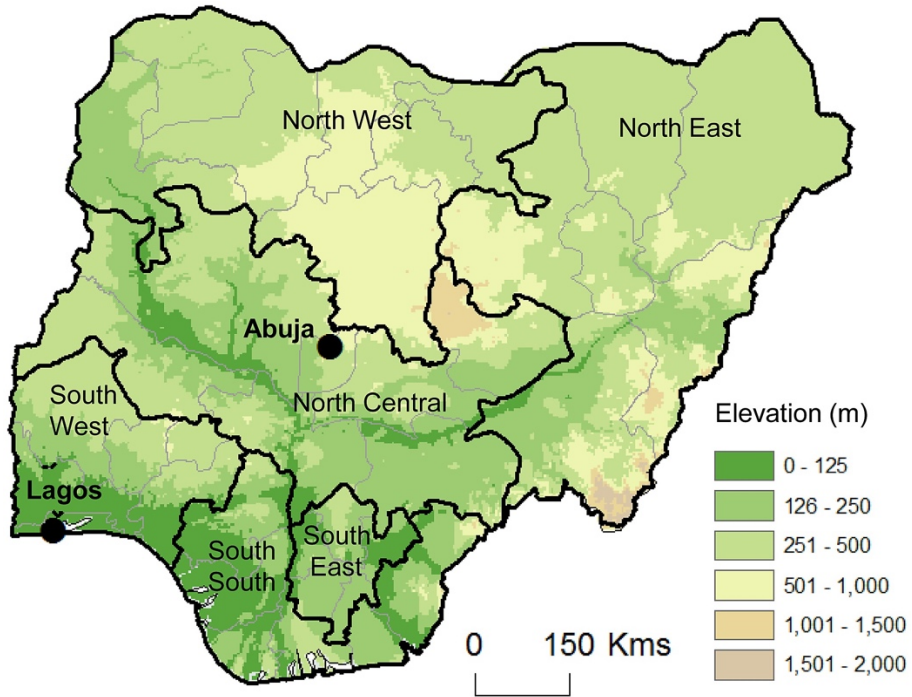 North West
North East
Abuja
North Central
South
West
Lagos
South
South
South
East
Elevation (m)
0 - 125
126 - 250
251 - 500
501 - 1,000
1,001 - 1,500
1,501 - 2,000
0 150 Kms